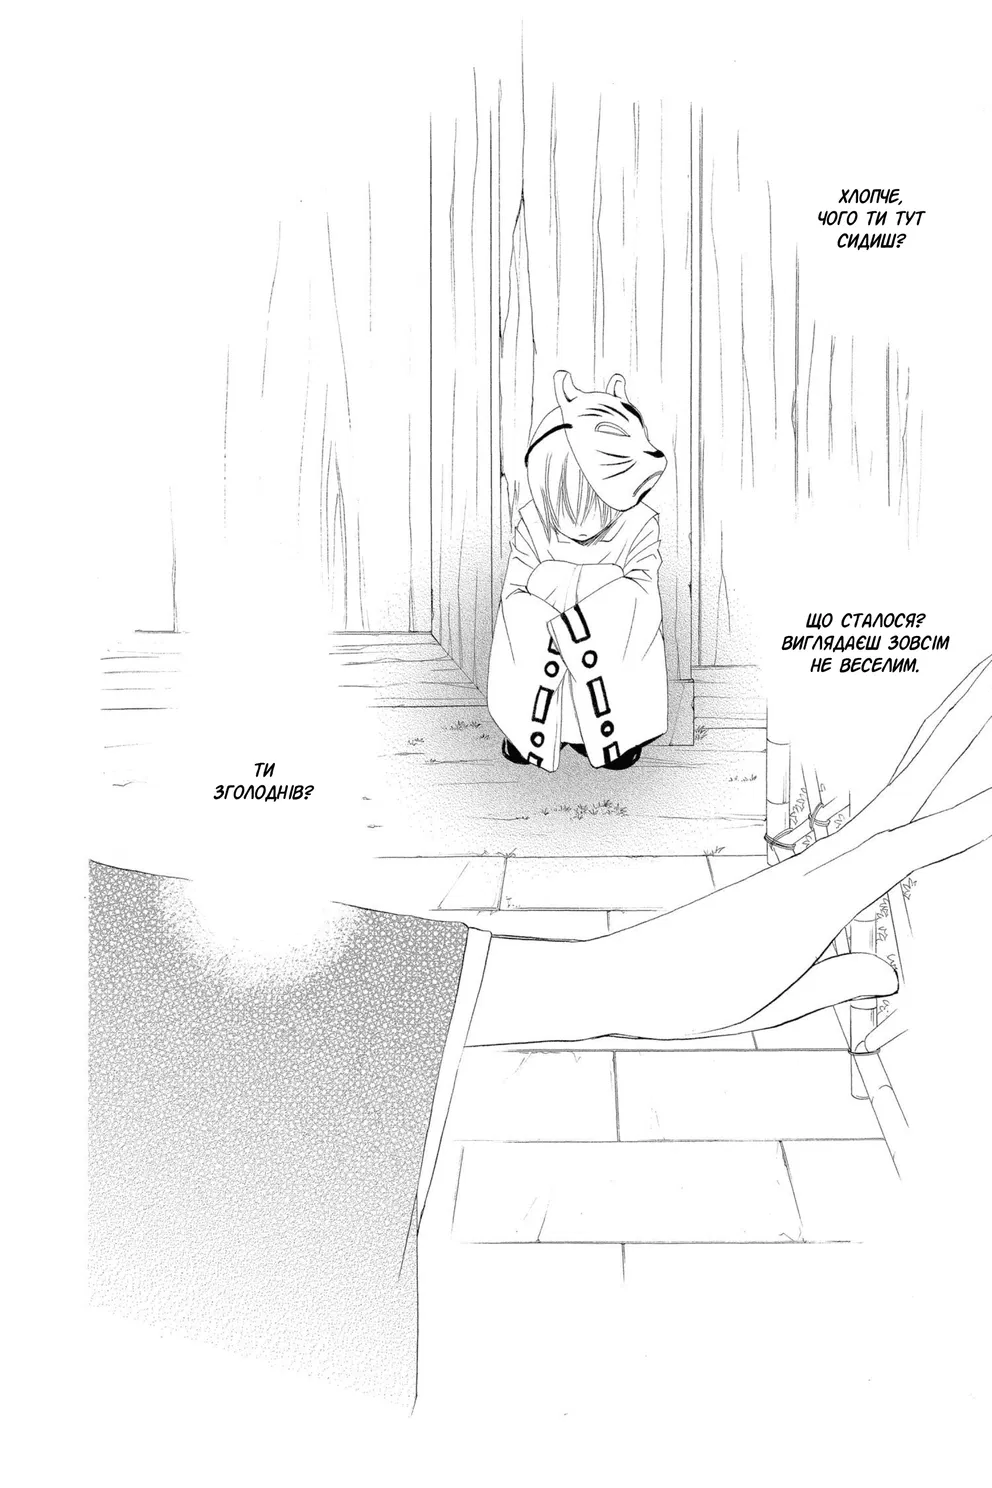 ХЛОПЧЕ,
ЧОГО ТИ ТУТ
СИДИШ?
ЩО СТАЛОСЯ?
ВИГЛЯДАЄШ ЗОВСІМ
НЕ ВЕСЕЛИМ.
ТИ
ЗГОЛОДНІВ?